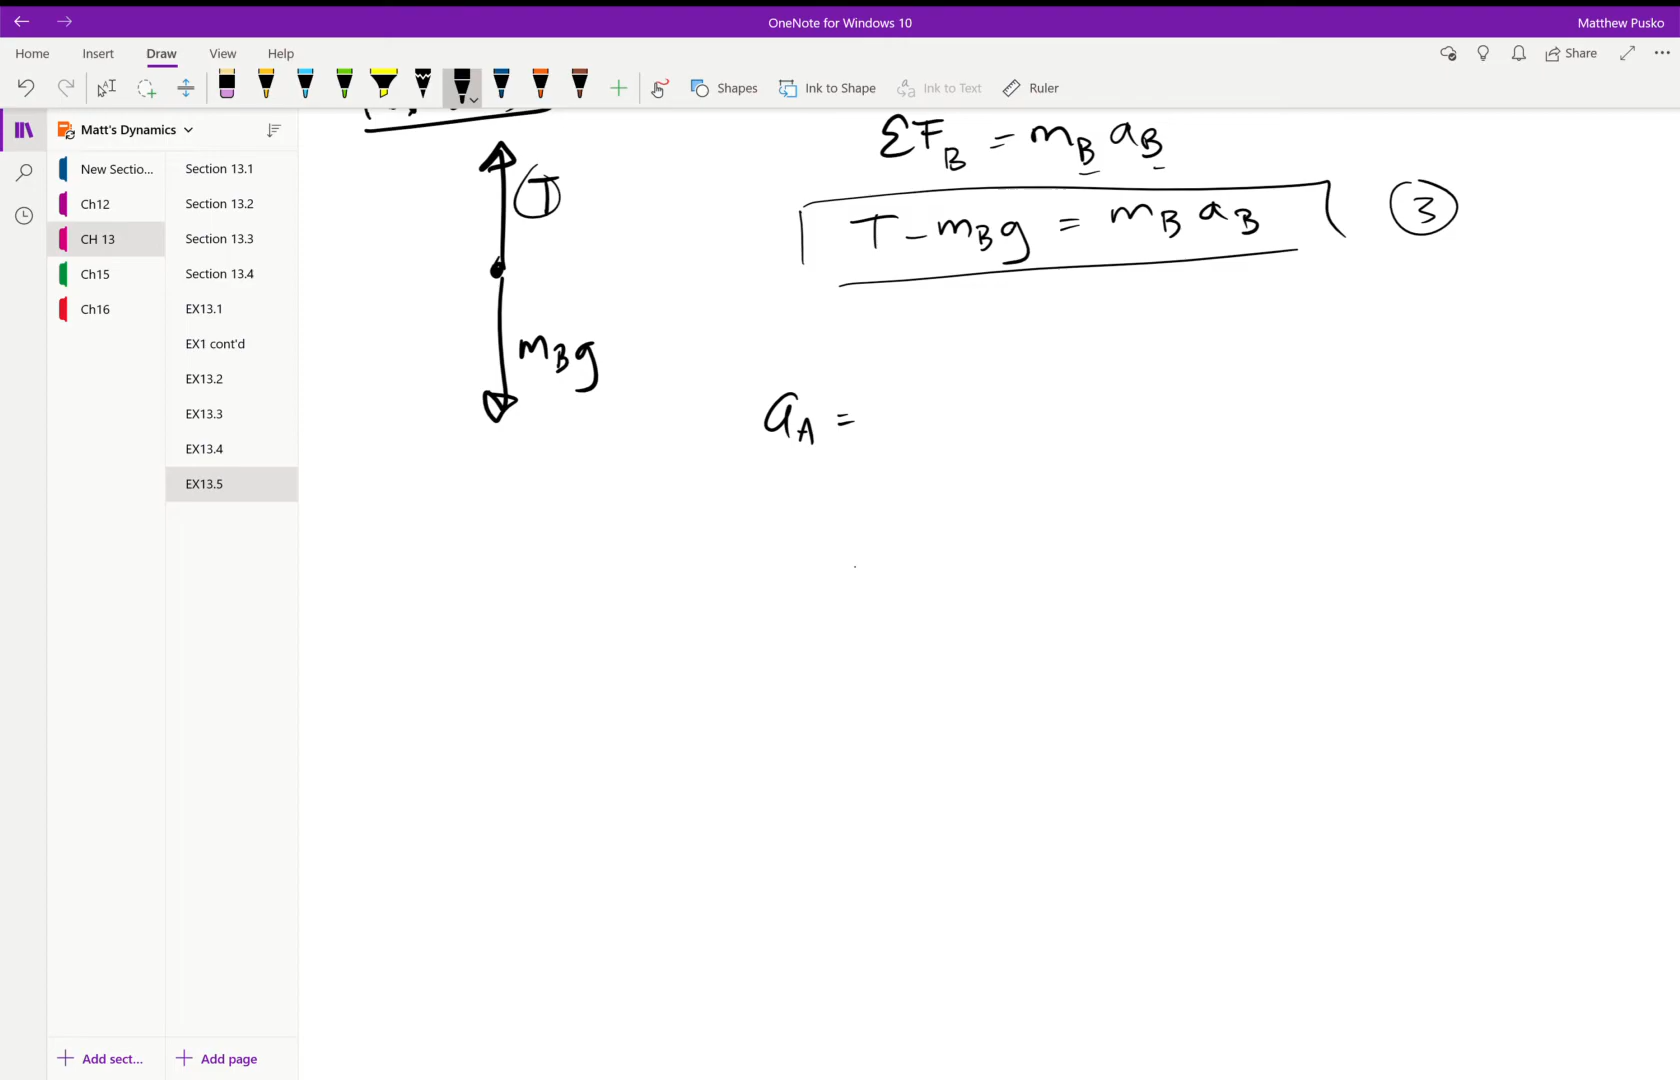 OneNote for Windows 10
Matthew Pusko
Home Insert Draw View Help
Share
Shapes Ink to Shape Ink to Text Ruler
Matt's Dynamics
New Sectio...
Ch12
CH 13
Ch15
Ch16
Section 13.1
Section 13.2
Section 13.3
Section 13.4
EX13.1
EX1 cont'd
EX13.2
EX13.3
EX13.4
EX13.5
Add sect...
Add page
ΣF_B = m_B a_B
T - m_B g = m_B a_B
3
T
m_B g
a_A =